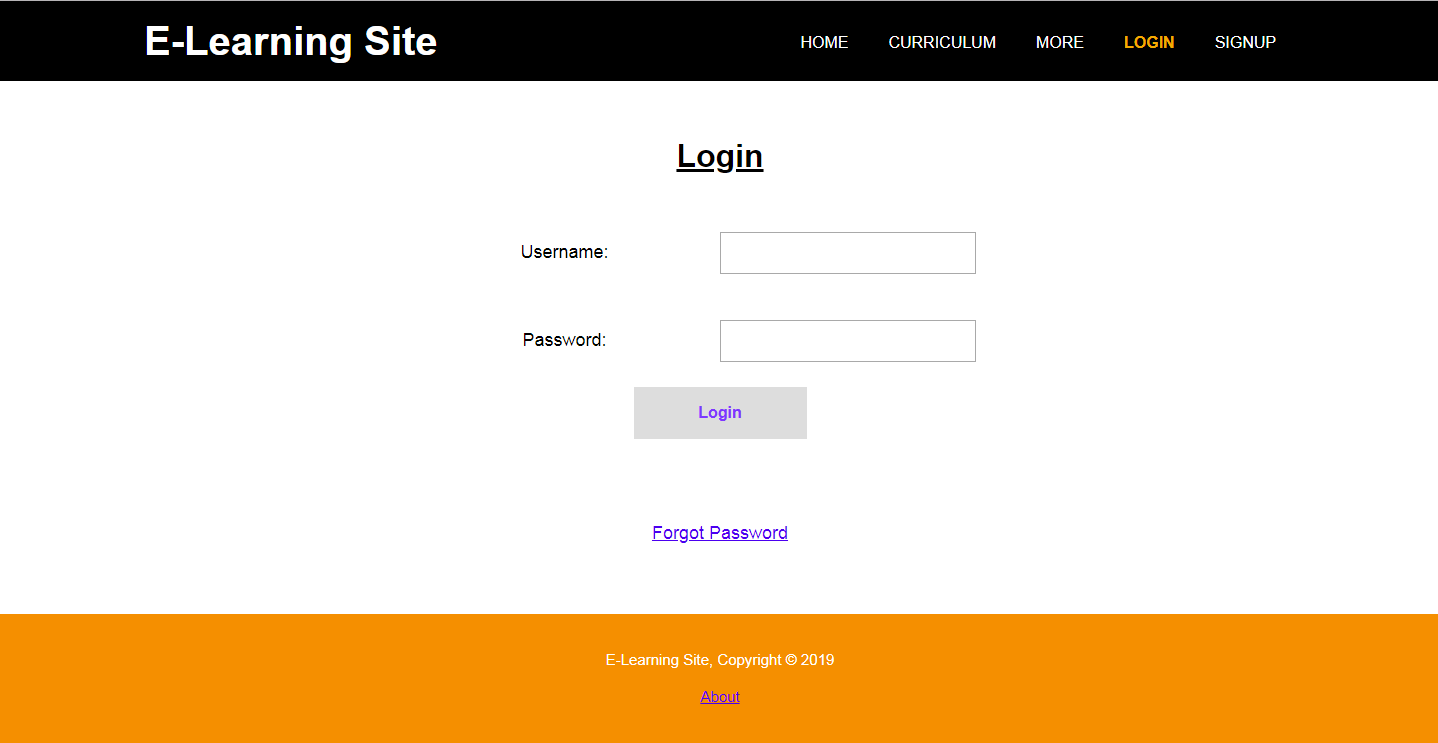 E-Learning Site
HOME CURRICULUM MORE LOGIN SIGNUP
Login
Username:
Password:
Login
Forgot Password
E-Learning Site, Copyright © 2019
About